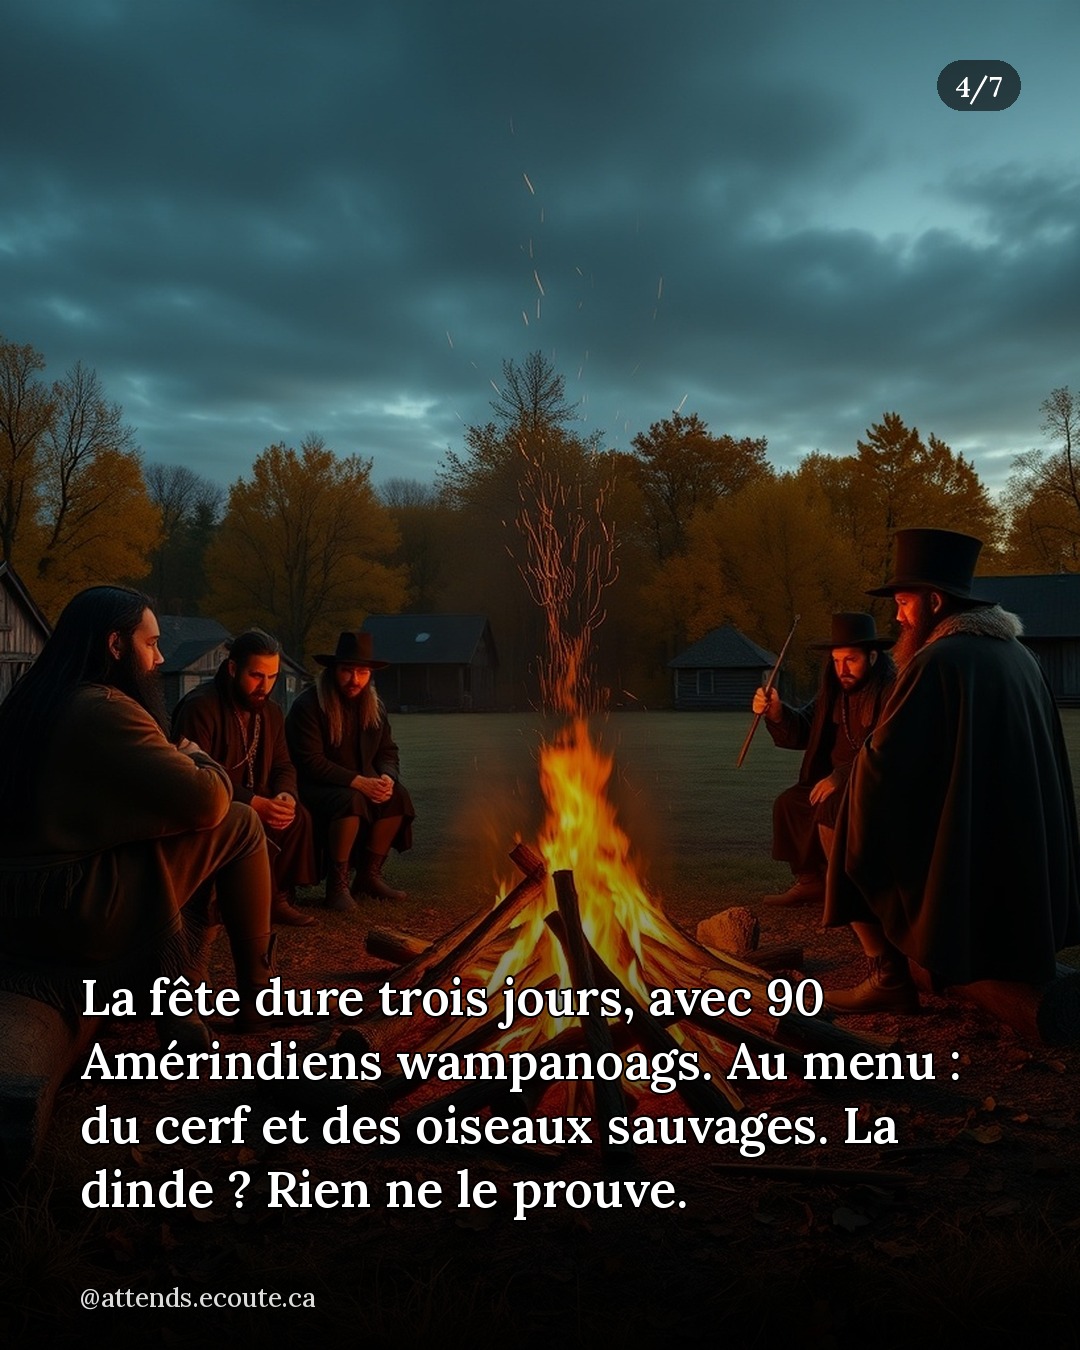 4/7
La fête dure trois jours, avec 90
Amérindiens wampanoags. Au menu :
du cerf et des oiseaux sauvages. La
dinde ? Rien ne le prouve.
@attends.ecoute.ca